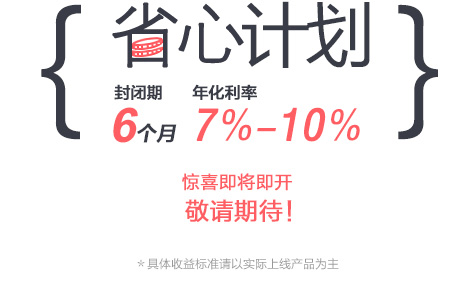 省心计划
封闭期 年化利率
6个月 7%-10%
惊喜即将即开
敬请期待!
*具体收益标准请以实际上线产品为主